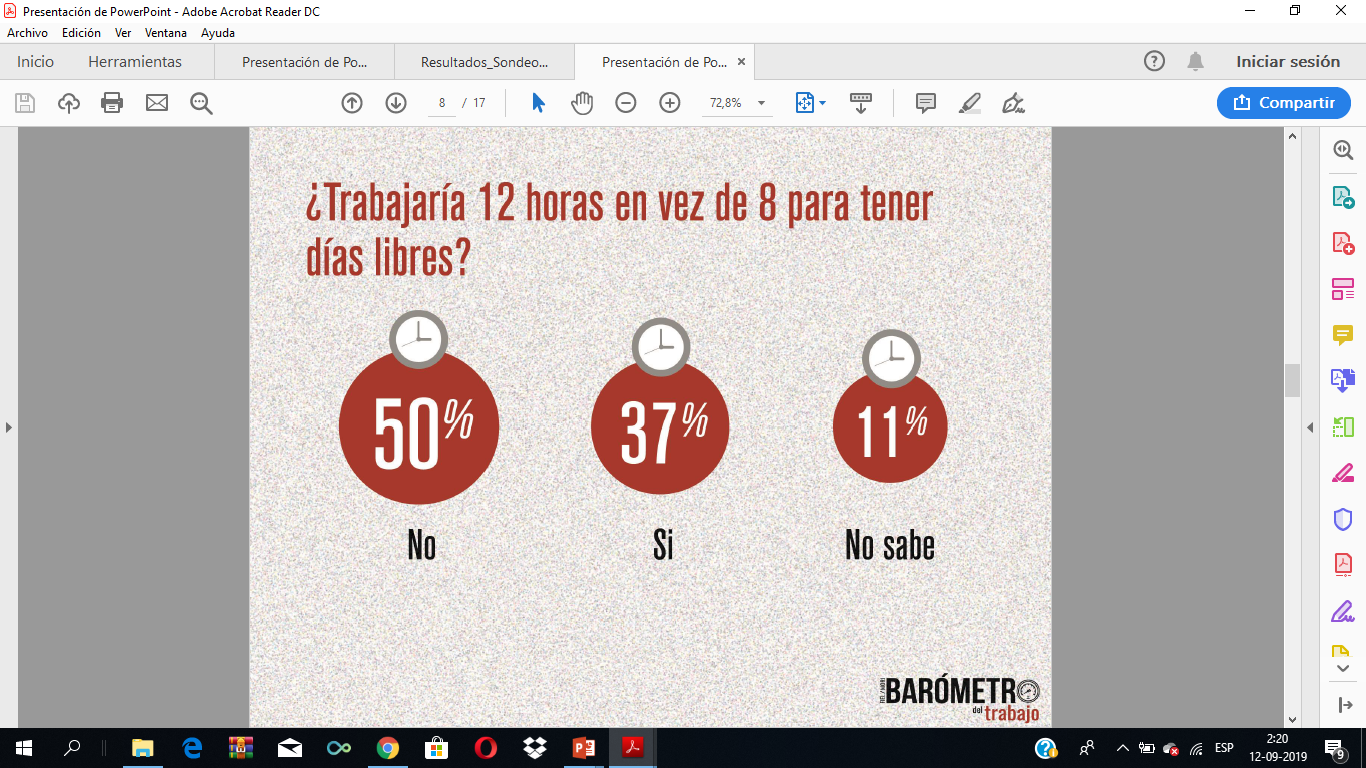 Presentación de PowerPoint - Adobe Acrobat Reader DC
Archivo Edición Ver Ventana Ayuda
Inicio Herramientas Presentación de Po... Resultados_Sondeo... Presentación de Po... × Iniciar sesión
8 / 17 72,8% Compartir
¿Trabajaría 12 horas en vez de 8 para tener
días libres?
50% 37% 11%
No Si No sabe
BARÓMETRO
del trabajo
ESP 2:20
12-09-2019 9